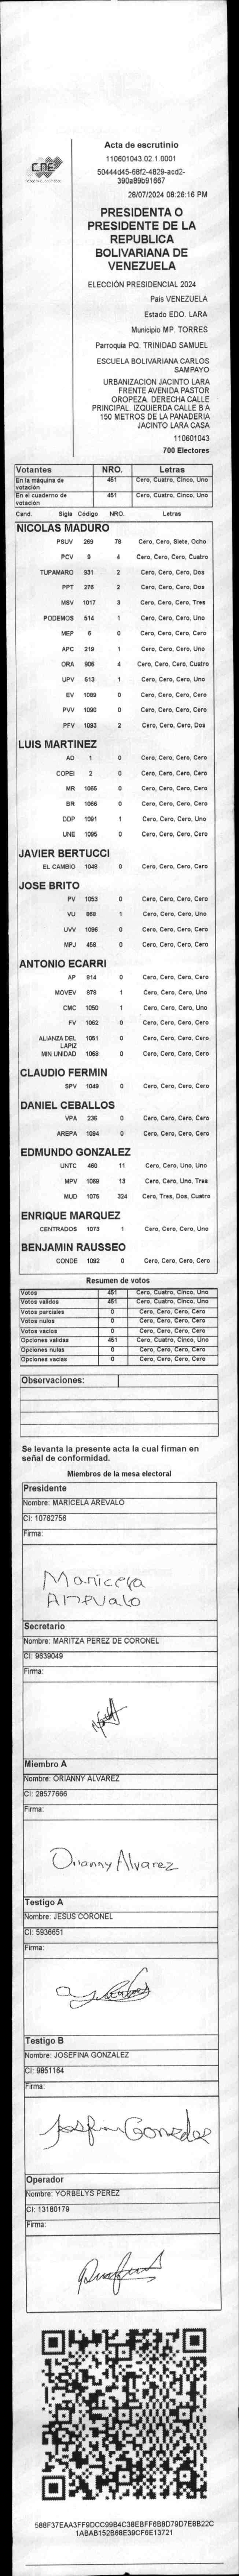 CNE
Acta de escrutinio
110601043.02.1.0001
50444d45-68f2-4829-acd2-
390a89b91667
28/07/2024 08:26:16 PM
PRESIDENTA O
PRESIDENTE DE LA
REPUBLICA
BOLIVARIANA DE
VENEZUELA
ELECCIÓN PRESIDENCIAL 2024
País VENEZUELA
Estado EDO. LARA
Municipio MP. TORRES
Parroquia PQ. TRINIDAD SAMUEL
ESCUELA BOLIVARIANA CARLOS
SAMPAYO
URBANIZACION JACINTO LARA
FRENTE AVENIDA PASTOR
OROPEZA. DERECHA CALLE
PRINCIPAL. IZQUIERDA CALLE B A
150 METROS DE LA PANADERIA
JACINTO LARA CASA
110601043
700 Electores
Votantes NRO. Letras
En la máquina de votación 451 Cero, Cuatro, Cinco, Uno
En el cuaderno de votación 451 Cero, Cuatro, Cinco, Uno
Cand. Sigla Código NRO. Letras
NICOLAS MADURO
PSUV 269 78 Cero, Cero, Siete, Ocho
PCV 9 4 Cero, Cero, Cero, Cuatro
TUPAMARO 931 2 Cero, Cero, Cero, Dos
PPT 276 2 Cero, Cero, Cero, Dos
MSV 1017 3 Cero, Cero, Cero, Tres
PODEMOS 514 1 Cero, Cero, Cero, Uno
MEP 6 0 Cero, Cero, Cero, Cero
APC 219 1 Cero, Cero, Cero, Uno
ORA 906 4 Cero, Cero, Cero, Cuatro
UPV 513 1 Cero, Cero, Cero, Uno
EV 1089 0 Cero, Cero, Cero, Cero
PVV 1090 0 Cero, Cero, Cero, Cero
PFV 1093 2 Cero, Cero, Cero, Dos
LUIS MARTINEZ
AD 1 0 Cero, Cero, Cero, Cero
COPEI 2 0 Cero, Cero, Cero, Cero
MR 1065 0 Cero, Cero, Cero, Cero
BR 1066 0 Cero, Cero, Cero, Cero
DDP 1091 1 Cero, Cero, Cero, Uno
UNE 1095 0 Cero, Cero, Cero, Cero
JAVIER BERTUCCI
EL CAMBIO 1048 0 Cero, Cero, Cero, Cero
JOSE BRITO
PV 1053 0 Cero, Cero, Cero, Cero
VU 868 1 Cero, Cero, Cero, Uno
UVV 1096 0 Cero, Cero, Cero, Cero
MPJ 458 0 Cero, Cero, Cero, Cero
ANTONIO ECARRI
AP 814 0 Cero, Cero, Cero, Cero
MOVEV 878 1 Cero, Cero, Cero, Uno
CMC 1050 1 Cero, Cero, Cero, Uno
FV 1062 0 Cero, Cero, Cero, Cero
ALIANZA DEL LAPIZ 1051 0 Cero, Cero, Cero, Cero
MIN UNIDAD 1068 0 Cero, Cero, Cero, Cero
CLAUDIO FERMIN
SPV 1049 0 Cero, Cero, Cero, Cero
DANIEL CEBALLOS
VPA 236 0 Cero, Cero, Cero, Cero
AREPA 1094 0 Cero, Cero, Cero, Cero
EDMUNDO GONZALEZ
UNTC 460 11 Cero, Cero, Uno, Uno
MPV 1069 13 Cero, Cero, Uno, Tres
MUD 1075 324 Cero, Tres, Dos, Cuatro
ENRIQUE MARQUEZ
CENTRADOS 1073 1 Cero, Cero, Cero, Uno
BENJAMIN RAUSSEO
CONDE 1092 0 Cero, Cero, Cero, Cero
Resumen de votos
Votos 451 Cero, Cuatro, Cinco, Uno
Votos validos 451 Cero, Cuatro, Cinco, Uno
Votos parciales 0 Cero, Cero, Cero, Cero
Votos nulos 0 Cero, Cero, Cero, Cero
Votos vacios 0 Cero, Cero, Cero, Cero
Opciones validas 451 Cero, Cuatro, Cinco, Uno
Opciones nulas 0 Cero, Cero, Cero, Cero
Opciones vacias 0 Cero, Cero, Cero, Cero
Observaciones:
Se levanta la presente acta la cual firman en
señal de conformidad.
Miembros de la mesa electoral
Presidente
Nombre: MARICELA AREVALO
CI: 10762756
Firma:
Maricela
Arevalo
Secretario
Nombre: MARITZA PEREZ DE CORONEL
CI: 9639049
Firma:
Miembro A
Nombre: ORIANNY ALVAREZ
CI: 28577666
Firma:
Orianny Alvarez
Testigo A
Nombre: JESUS CORONEL
CI: 5936651
Firma:
Testigo B
Nombre: JOSEFINA GONZALEZ
CI: 9851164
Firma:
Operador
Nombre: YORBELYS PEREZ
CI: 13180179
Firma:
588F37EAA3FF9DCC99B4C38EBFF6B8D79D7E8B22C
1ABAB152B68E39CF6E13721